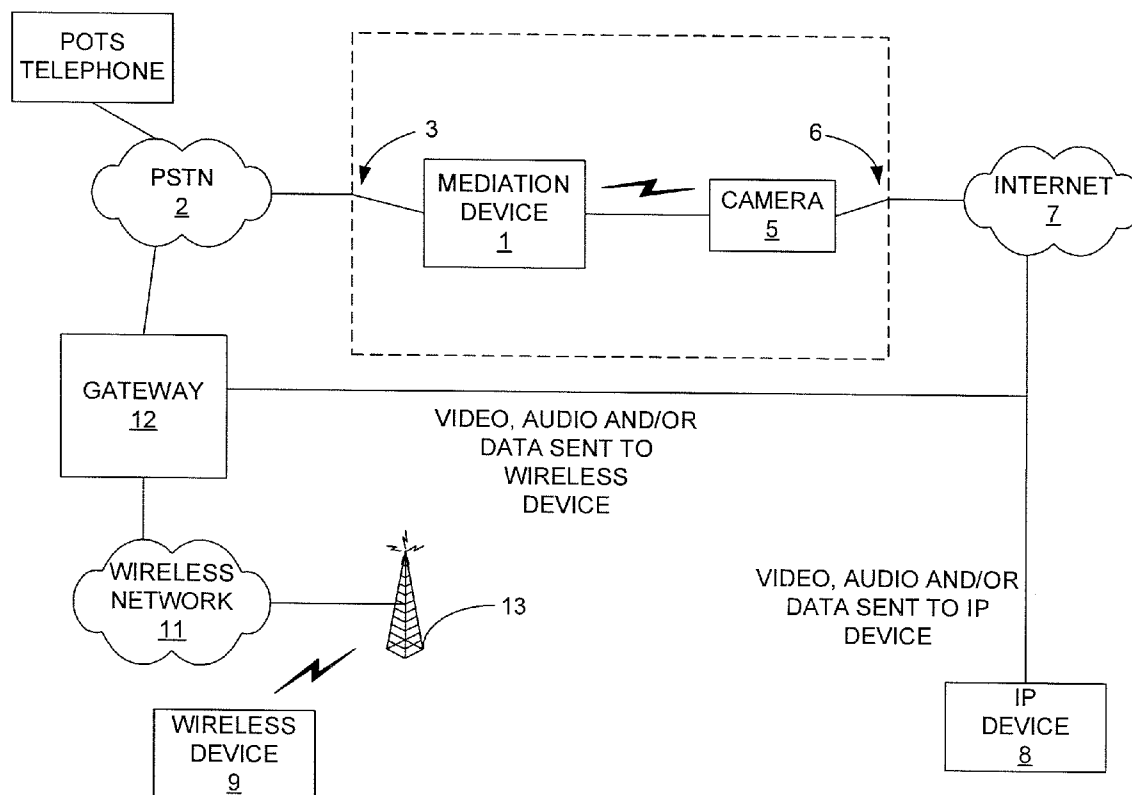 POTS
TELEPHONE
PSTN
2
3
MEDIATION
DEVICE
1
6
CAMERA
5
INTERNET
7
GATEWAY
12
VIDEO, AUDIO AND/OR
DATA SENT TO
WIRELESS
DEVICE
WIRELESS
NETWORK
11
13
VIDEO, AUDIO AND/OR
DATA SENT TO IP
DEVICE
WIRELESS
DEVICE
9
IP
DEVICE
8